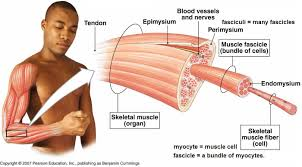 Tendon
Epimysium
Blood vessels
and nerves
fasciculi = many fascicles
Perimysium
Muscle fascicle
(bundle of cells)
Endomysium
Skeletal muscle
(organ)
Skeletal
muscle fiber
(cell)
myocyte = muscle cell
fascicle = a bundle of myocytes.
Copyright © 2007 Pearson Education, Inc., publishing as Benjamin Cummings